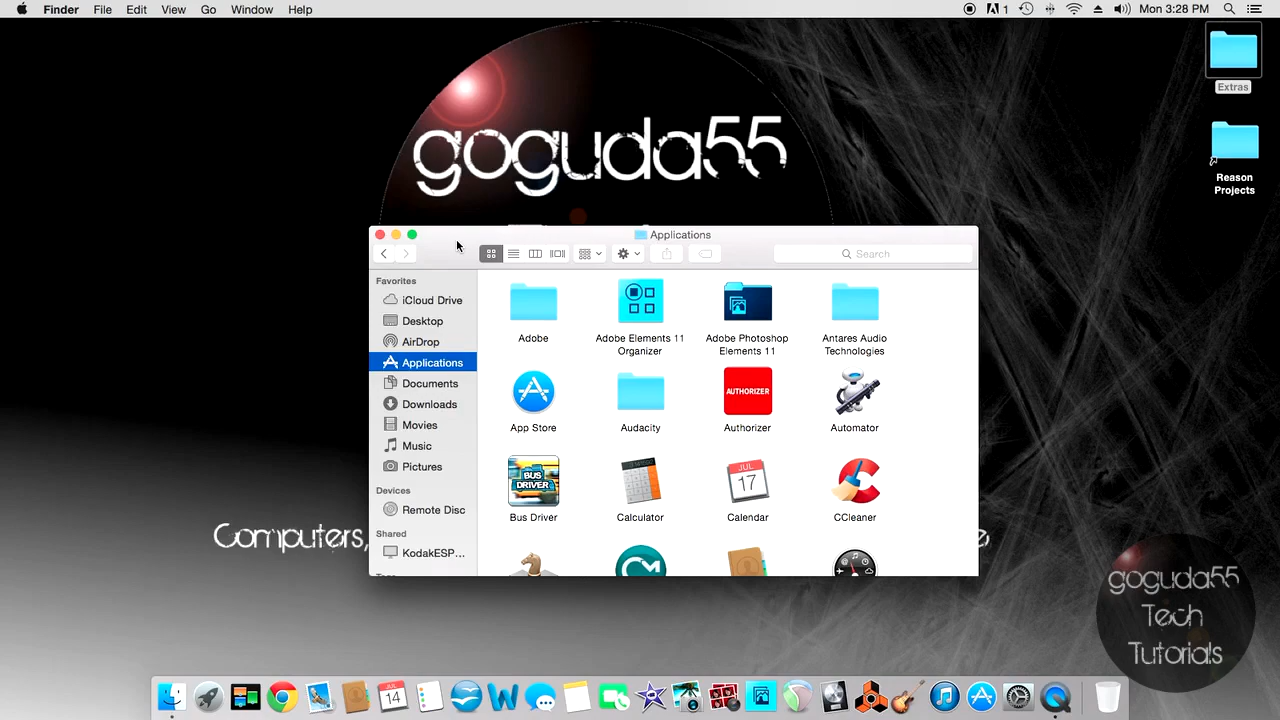 Finder File Edit View Go Window Help
1 Mon 3:28 PM
Extras
Reason
Projects
goguda55
Applications
Search
Favorites
iCloud Drive
Desktop
AirDrop
Applications
Documents
Downloads
Movies
Music
Pictures
Devices
Remote Disc
Shared
KodakESP...
Adobe
Adobe Elements 11
Organizer
Adobe Photoshop
Elements 11
Antares Audio
Technologies
App Store
Audacity
AUTHORIZER
Authorizer
Automator
BUS
DRIVER
Bus Driver
Calculator
JUL
17
Calendar
CCleaner
Computers,
goguda55
Tech
Tutorials
JUL
14